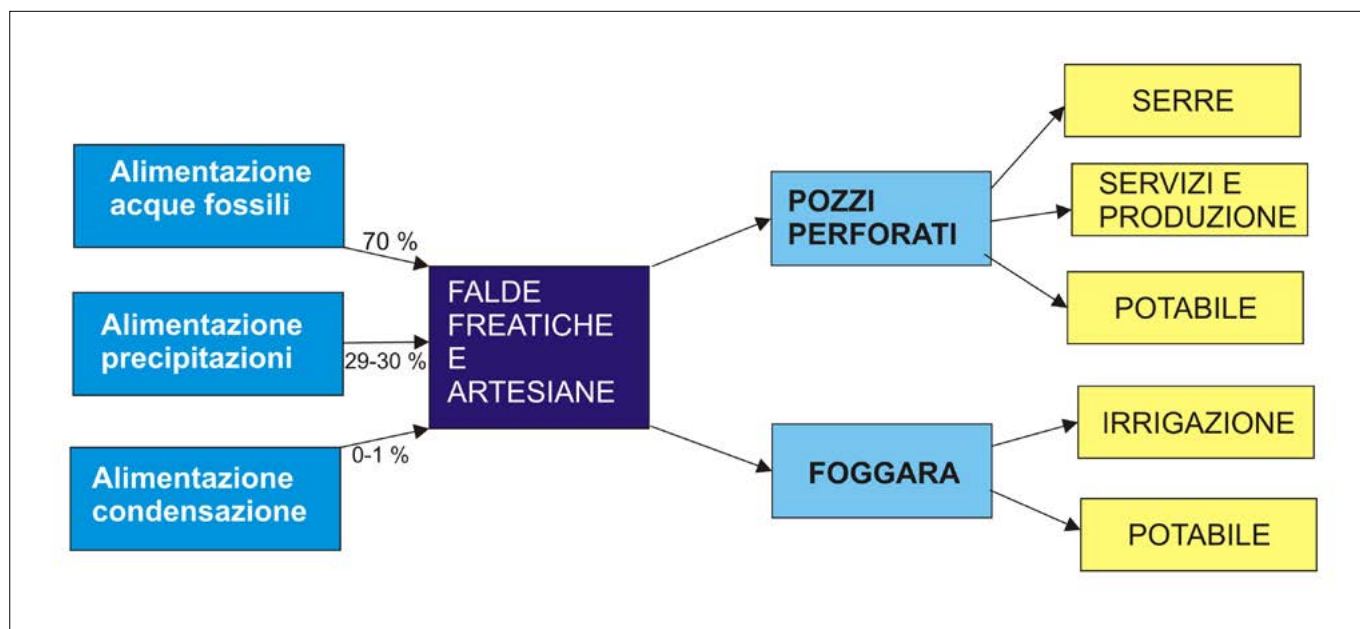 Alimentazione
acque fossili
70 %
Alimentazione
precipitazioni
29-30 %
Alimentazione
condensazione
0-1 %
FALDE
FREATICHE
E
ARTESIANE
POZZI
PERFORATI
FOGGARA
SERRE
SERVIZI E
PRODUZIONE
POTABILE
IRRIGAZIONE
POTABILE